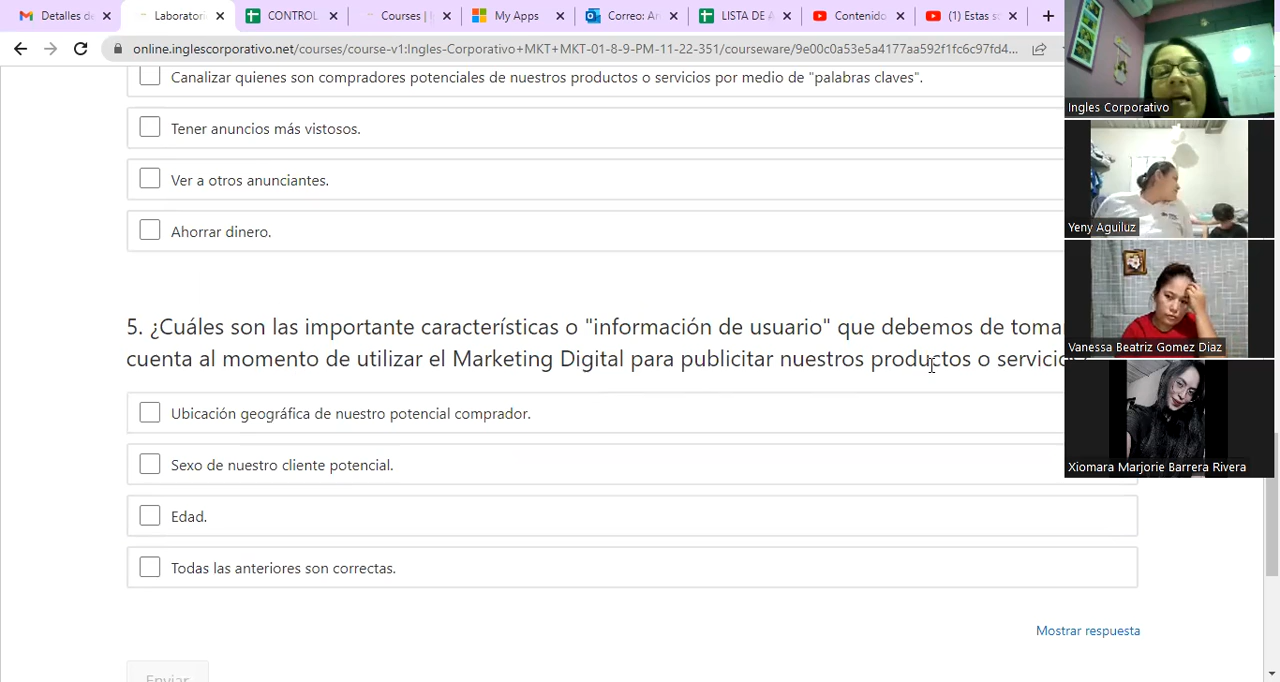 Detalles de
Laborator
CONTROL
Courses |
My Apps
Correo: A
LISTA DE A
Contenido
(1) Estas s
online.inglescorporativo.net/courses/course-v1:Ingles-Corporativo+MKT+MKT-01-8-9-PM-11-22-351/courseware/9e00c0a53e5a4177aa592f1fc6c97fd4...
Canalizar quienes son compradores potenciales de nuestros productos o servicios por medio de "palabras claves".
Tener anuncios más vistosos.
Ver a otros anunciantes.
Ahorrar dinero.
5. ¿Cuáles son las importante características o "información de usuario" que debemos de toma
cuenta al momento de utilizar el Marketing Digital para publicitar nuestros productos o servicios?
Ubicación geográfica de nuestro potencial comprador.
Sexo de nuestro cliente potencial.
Edad.
Todas las anteriores son correctas.
Mostrar respuesta
Enviar
Ingles Corporativo
Yeny Aguiluz
Vanessa Beatriz Gomez Diaz
Xiomara Marjorie Barrera Rivera